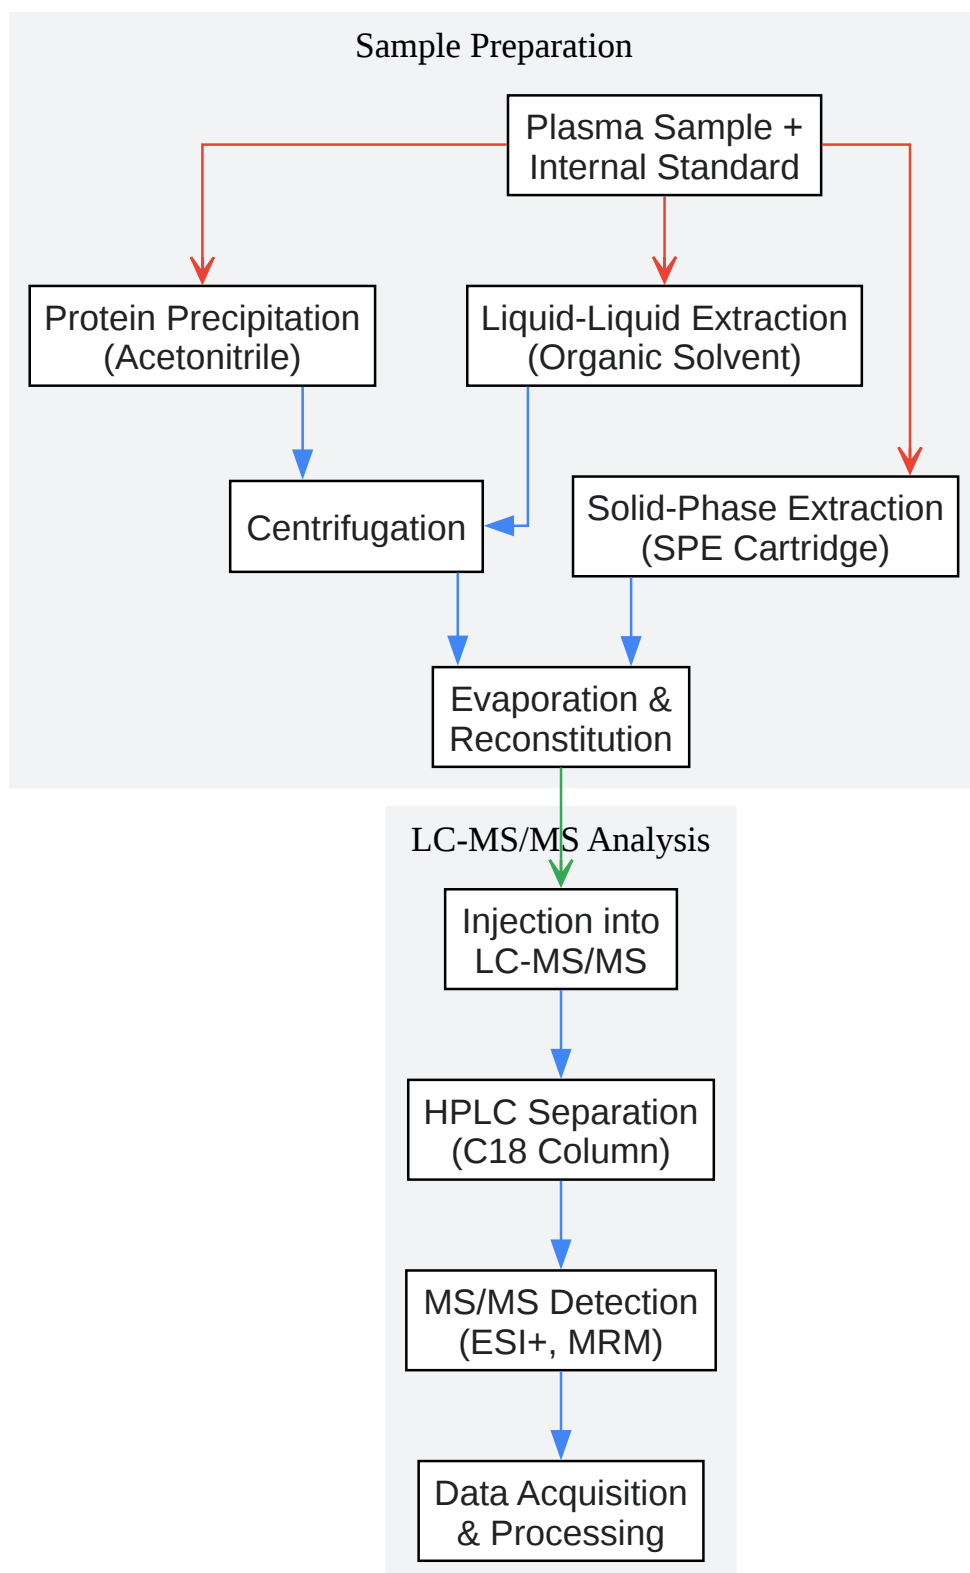 Sample Preparation
Plasma Sample +
Internal Standard
Protein Precipitation
(Acetonitrile)
Liquid-Liquid Extraction
(Organic Solvent)
Centrifugation
Solid-Phase Extraction
(SPE Cartridge)
Evaporation &
Reconstitution
LC-MS/MS Analysis
Injection into
LC-MS/MS
HPLC Separation
(C18 Column)
MS/MS Detection
(ESI+, MRM)
Data Acquisition
& Processing